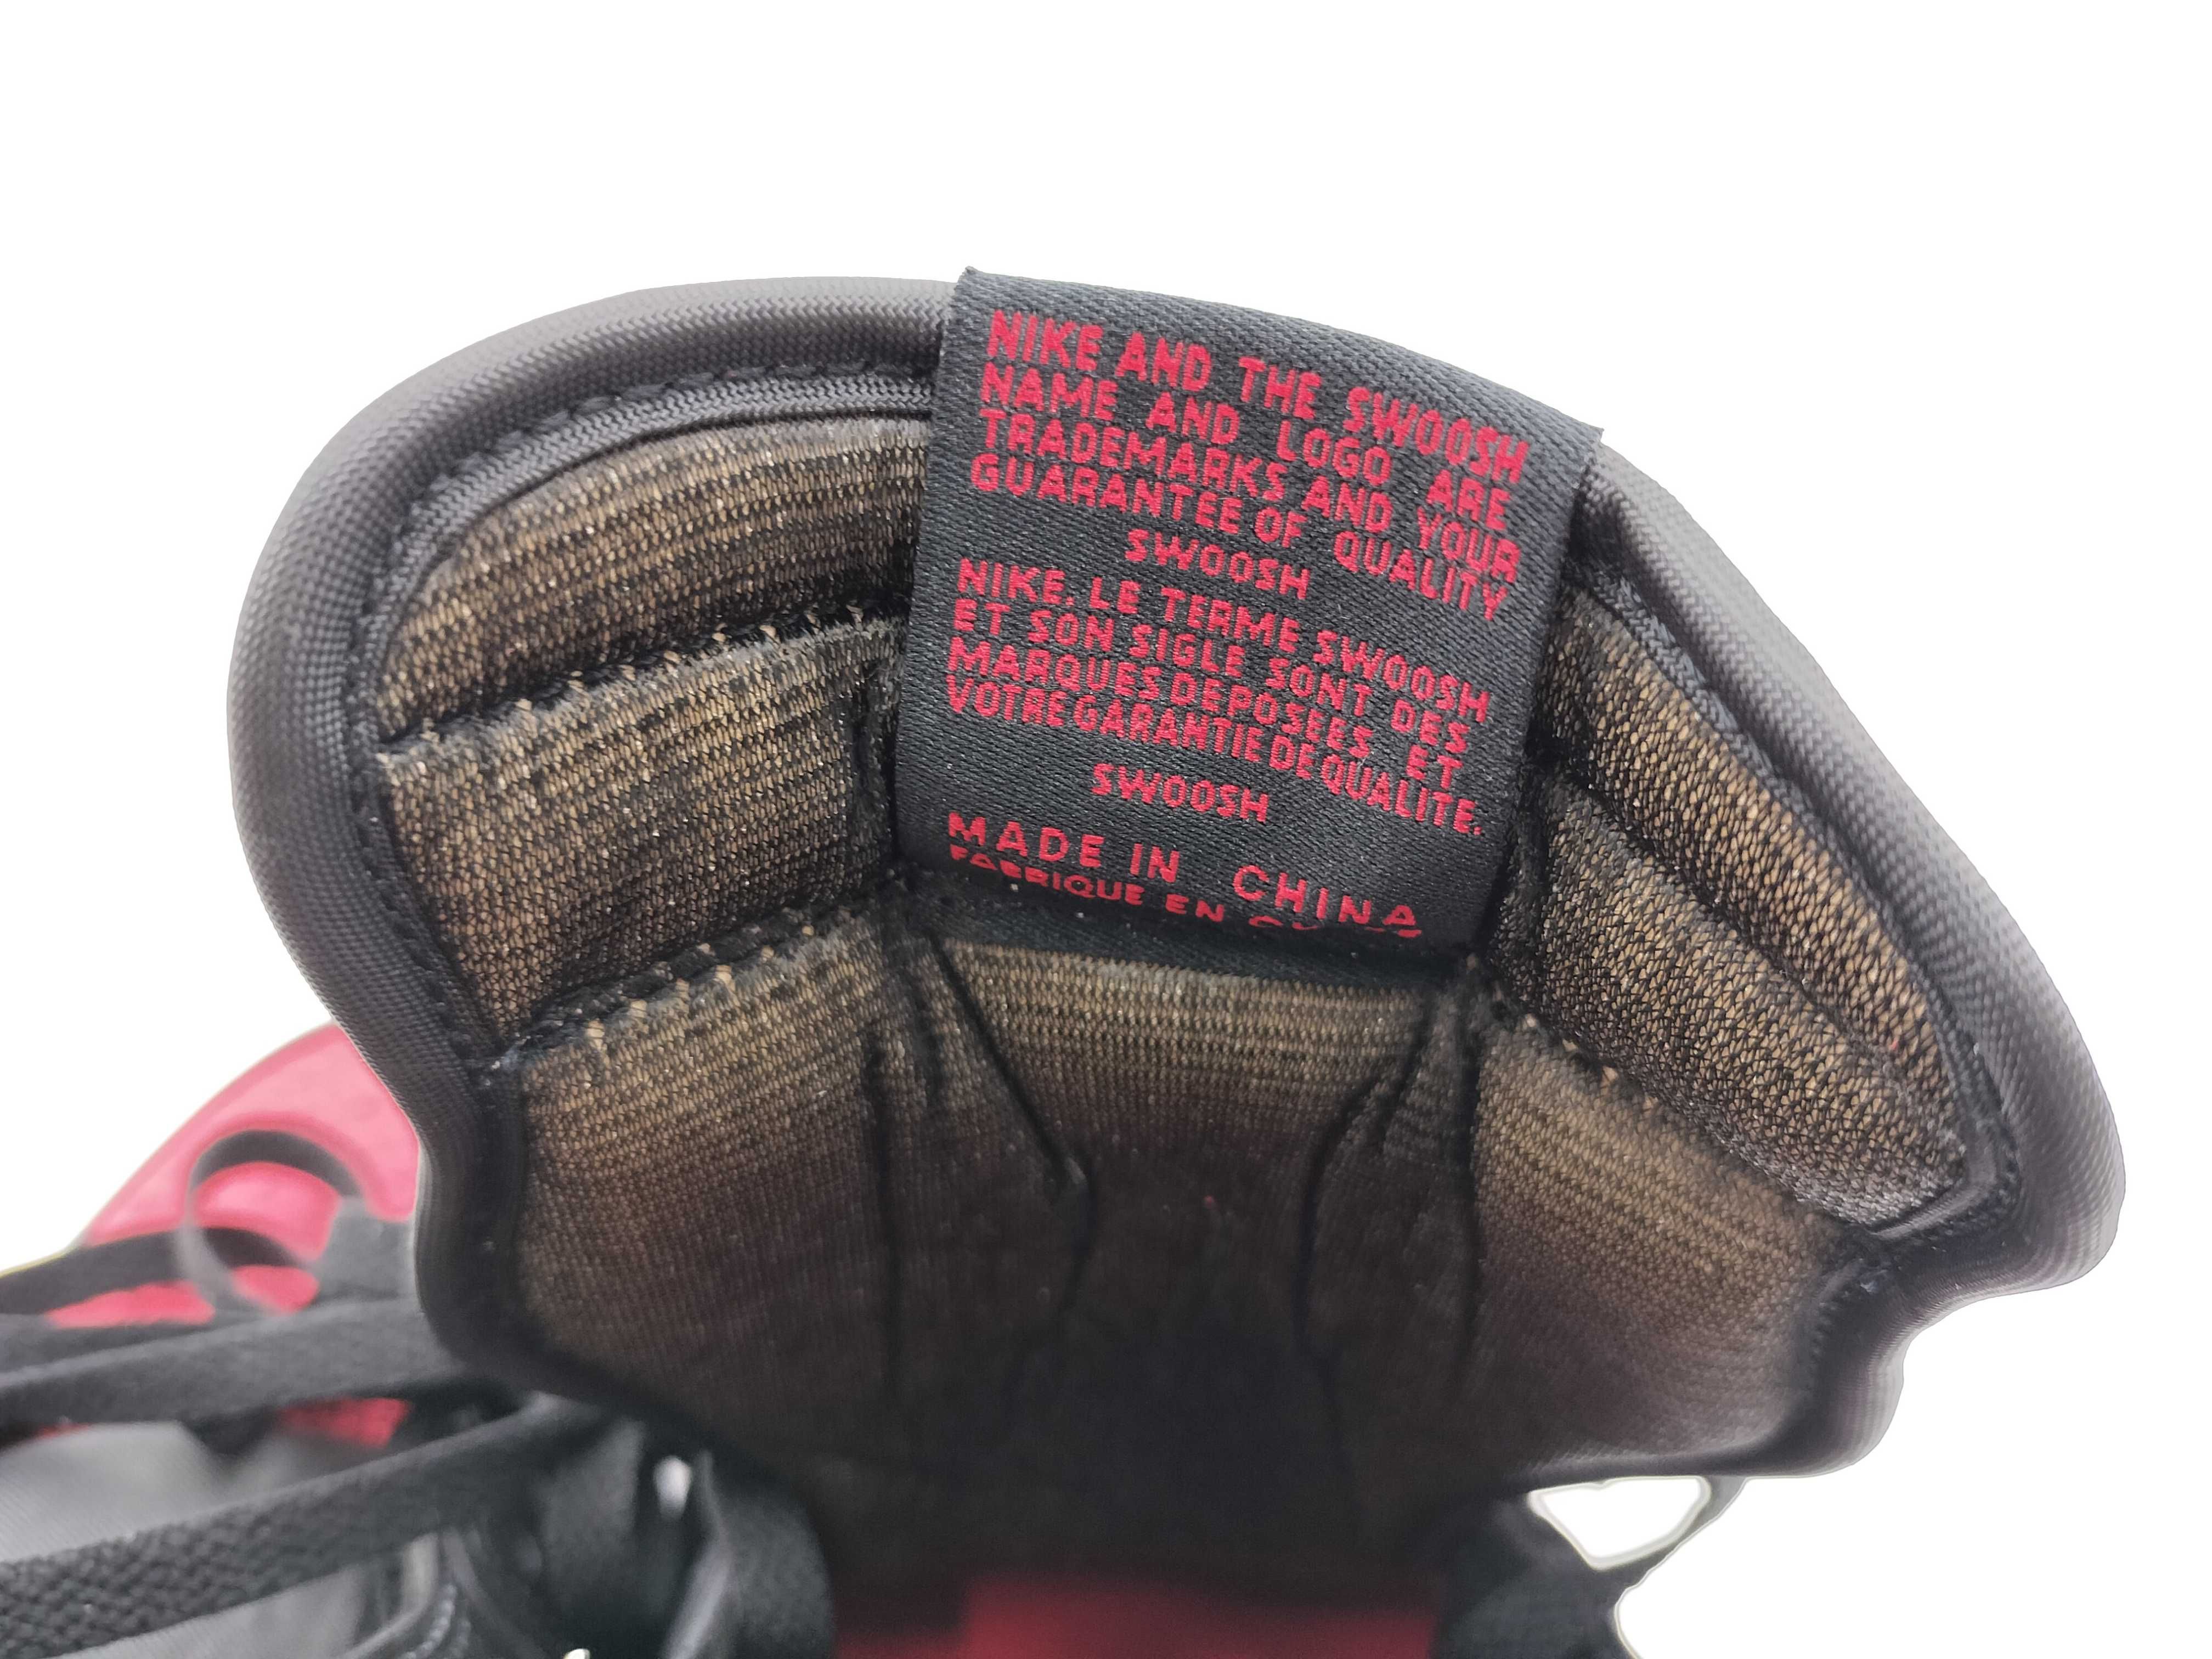 NIKE AND THE SWOOSH
NAME AND LOGO ARE
TRADEMARKS AND YOUR
GUARANTEE OF QUALITY
SWOOSH
NIKE. LE TERME SWOOSH
ET SON SIGLE SONT DES
MARQUES DEPOSEES ET
VOTRE GARANTIE DE QUALITE.
SWOOSH
MADE IN CHINA
FABRIQUE EN